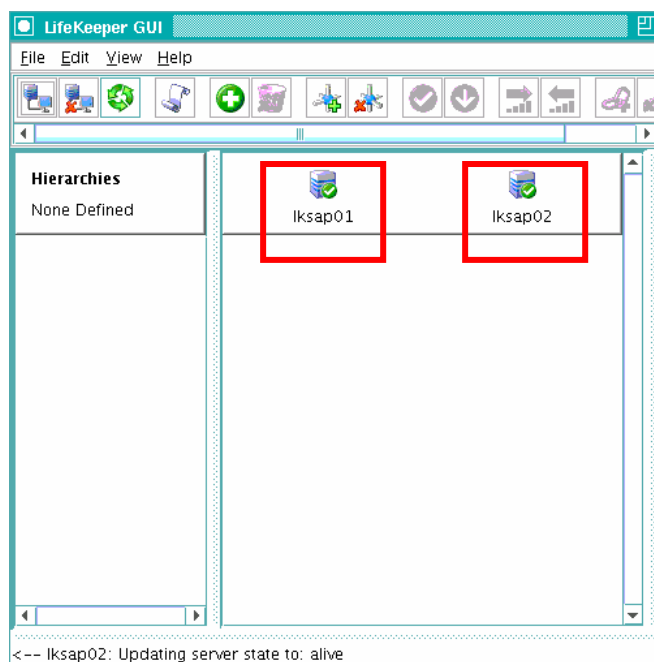 LifeKeeper GUI
File Edit View Help
Hierarchies
None Defined
lksap01
lksap02
<-- lksap02: Updating server state to: alive